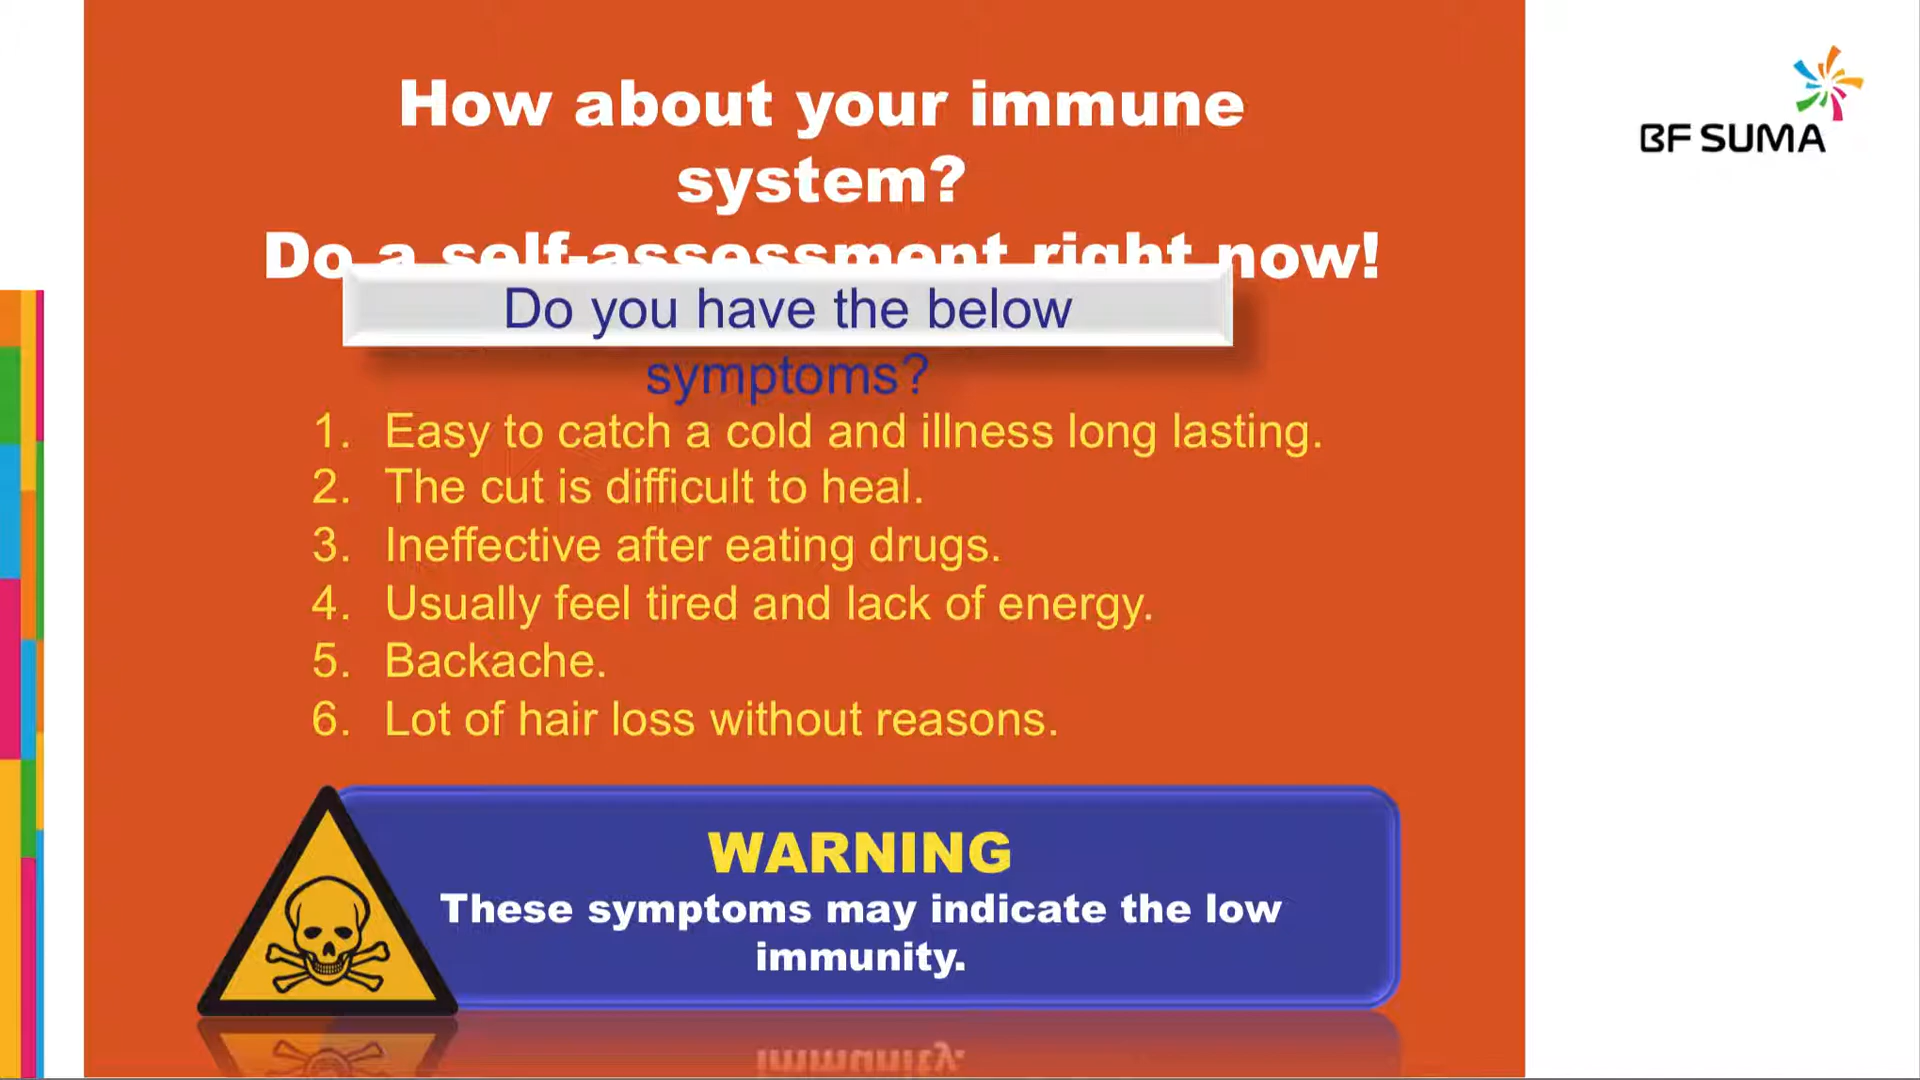 How about your immune
system?
Do a self-assessment right now!
BF SUMA
Do you have the below
symptoms?
1. Easy to catch a cold and illness long lasting.
2. The cut is difficult to heal.
3. Ineffective after eating drugs.
4. Usually feel tired and lack of energy.
5. Backache.
6. Lot of hair loss without reasons.
WARNING
These symptoms may indicate the low
immunity.